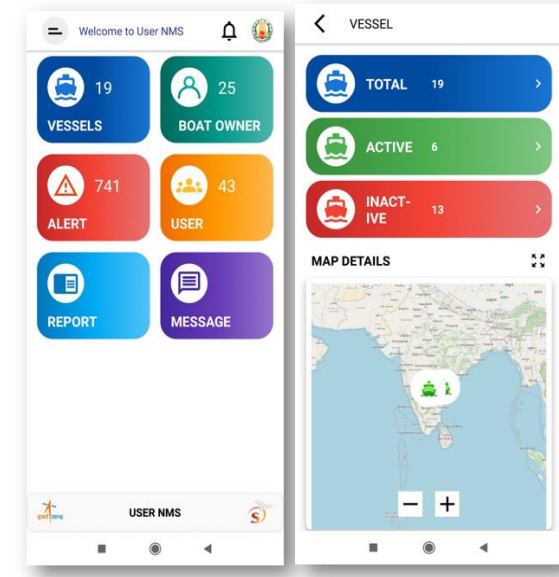 Welcome to User NMS
19
VESSELS
25
BOAT OWNER
741
ALERT
43
USER
REPORT
MESSAGE
USER NMS
VESSEL
TOTAL 19
ACTIVE 6
INACT-
IVE
13
MAP DETAILS